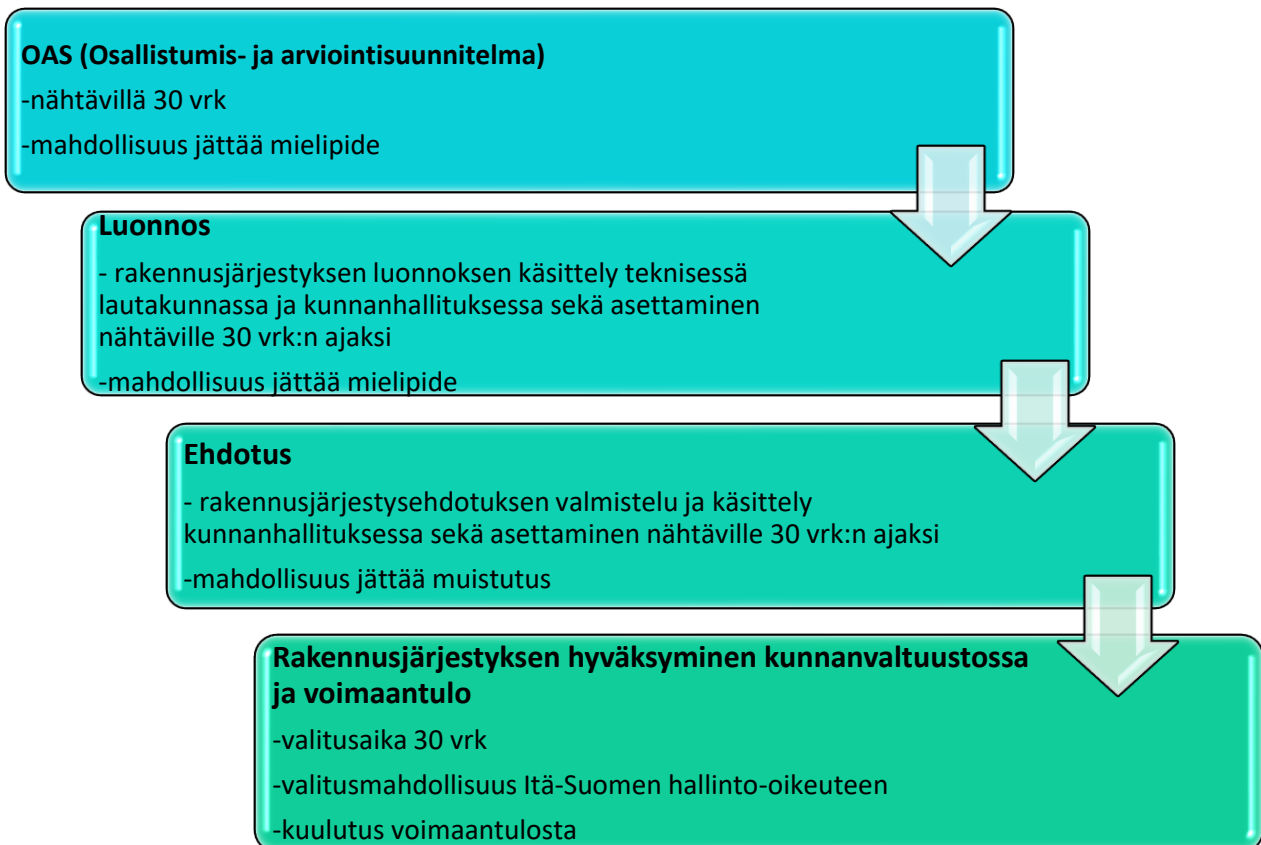 OAS (Osallistumis- ja arviointisuunnitelma)
-nähtävillä 30 vrk
-mahdollisuus jättää mielipide
Luonnos
- rakennusjärjestyksen luonnoksen käsittely teknisessä
lautakunnassa ja kunnanhallituksessa sekä asettaminen
nähtäville 30 vrk:n ajaksi
-mahdollisuus jättää mielipide
Ehdotus
- rakennusjärjestysehdotuksen valmistelu ja käsittely
kunnanhallituksessa sekä asettaminen nähtäville 30 vrk:n ajaksi
-mahdollisuus jättää muistutus
Rakennusjärjestyksen hyväksyminen kunnanvaltuustossa
ja voimaantulo
-valitusaika 30 vrk
-valitusmahdollisuus Itä-Suomen hallinto-oikeuteen
-kuulutus voimaantulosta